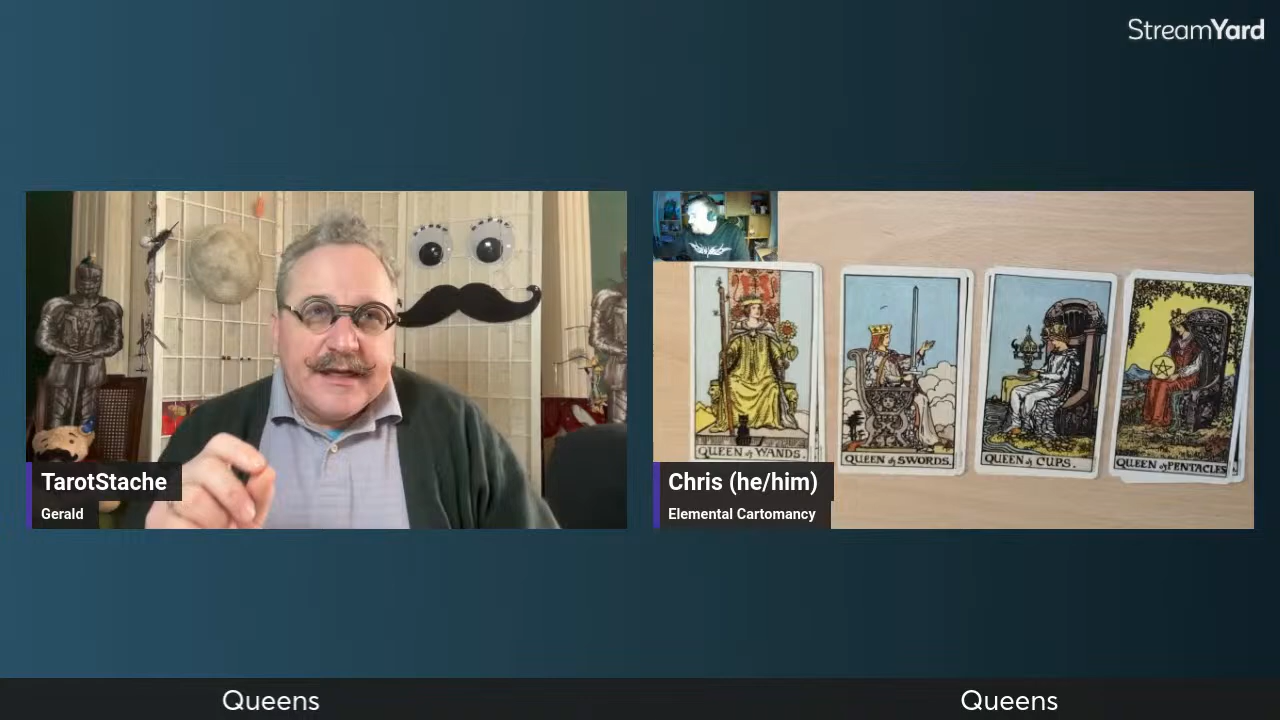 StreamYard
QUEEN of WANDS.
QUEEN of SWORDS.
QUEEN of CUPS.
QUEEN of PENTACLES
TarotStache
Gerald
Chris (he/him)
Elemental Cartomancy
Queens
Queens